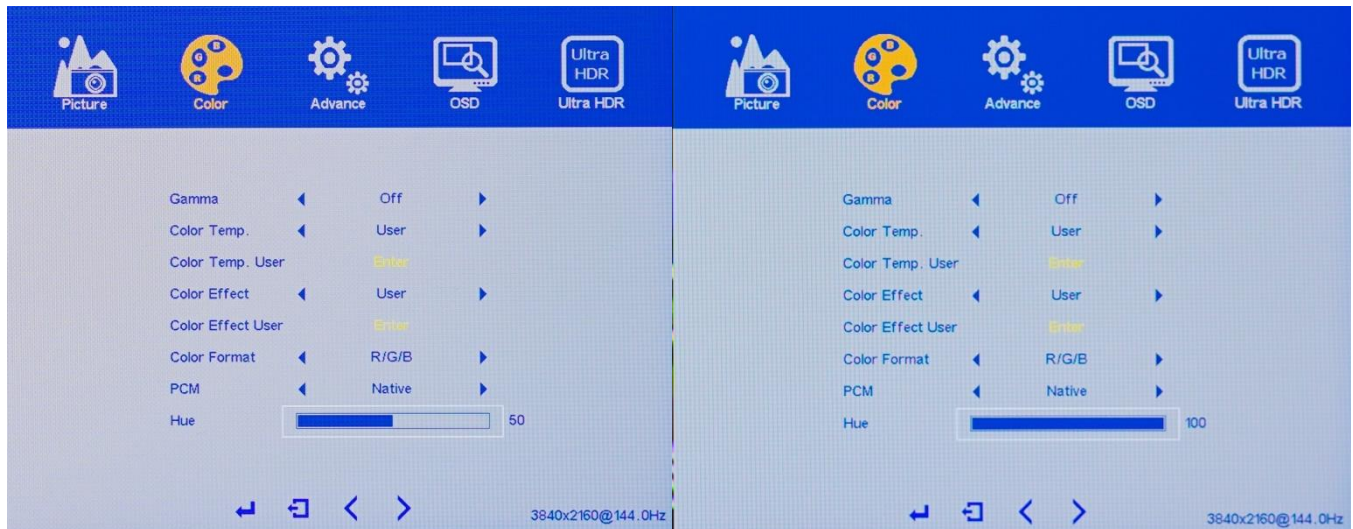 Ultra
HDR
Picture Color Advance OSD Ultra HDR
G B R
Gamma Off
Color Temp. User
Color Temp. User Enter
Color Effect User
Color Effect User Enter
Color Format R/G/B
PCM Native
Hue 50
3840x2160@144.0Hz
Ultra
HDR
Picture Color Advance OSD Ultra HDR
G B R
Gamma Off
Color Temp. User
Color Temp. User Enter
Color Effect User
Color Effect User Enter
Color Format R/G/B
PCM Native
Hue 100
3840x2160@144.0Hz